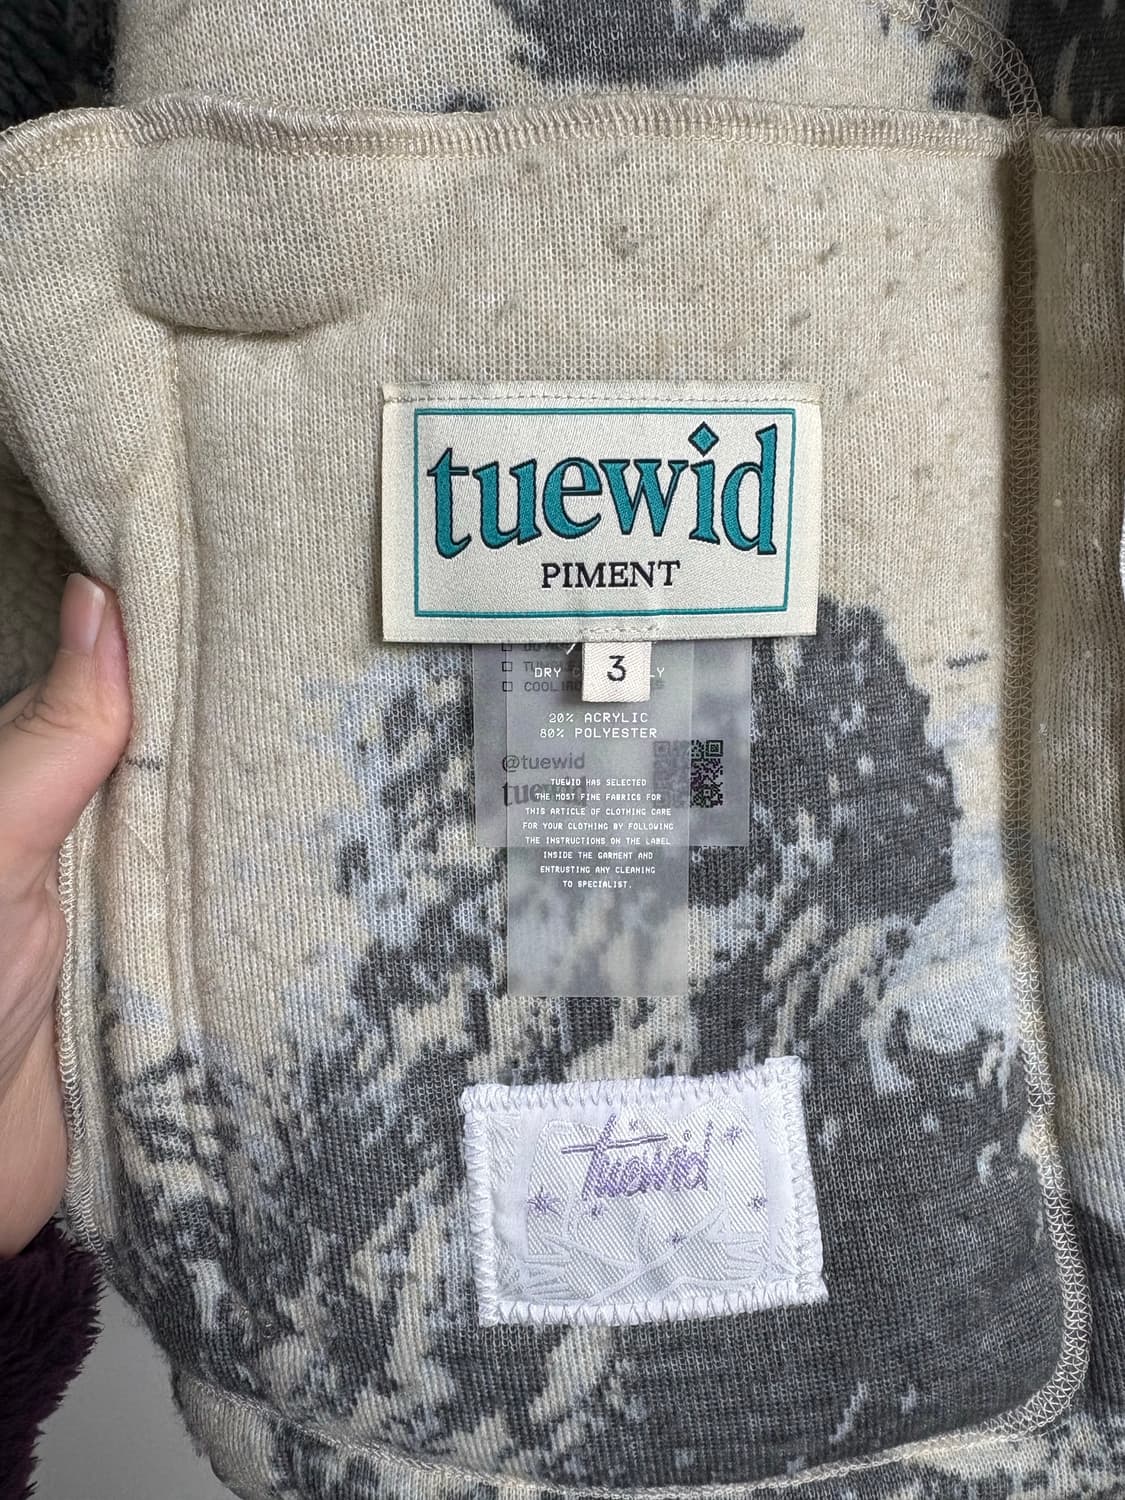 tuewid
PIMENT
3
DRY
COOL
20% ACRYLIC
80% POLYESTER
@tuewid
TUEWID HAS SELECTED
THE MOST FINE FABRICS FOR
THIS ARTICLE OF CLOTHING CARE
FOR YOUR CLOTHING BY FOLLOWING
THE INSTRUCTIONS ON THE LABEL
INSIDE THE GARMENT AND
ENTRUSTING ANY CLEANING
TO SPECIALIST.
tuewid